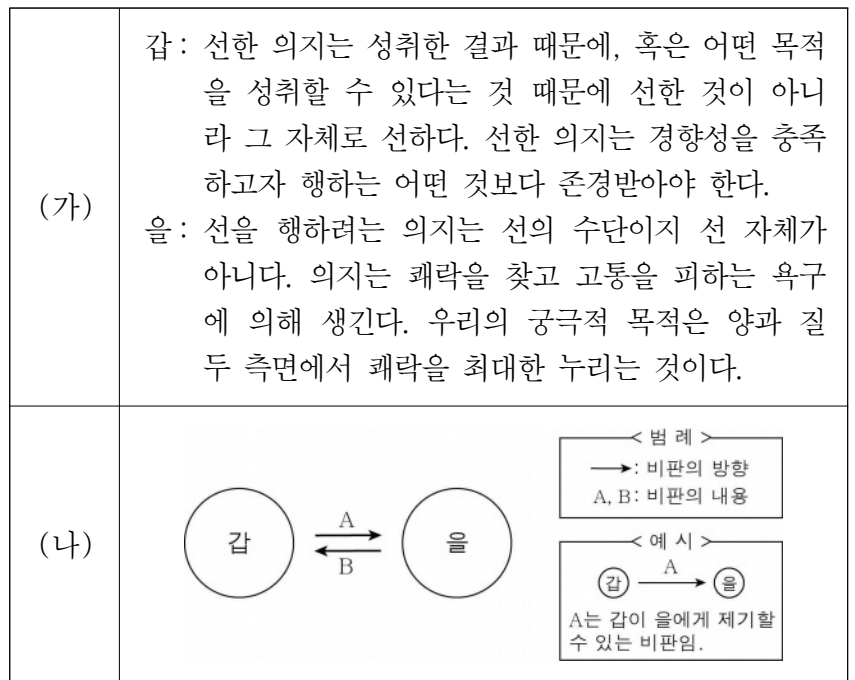 (가)
갑 : 선한 의지는 성취한 결과 때문에, 혹은 어떤 목적
을 성취할 수 있다는 것 때문에 선한 것이 아니
라 그 자체로 선하다. 선한 의지는 경향성을 충족
하고자 행하는 어떤 것보다 존경받아야 한다.
을 : 선을 행하려는 의지는 선의 수단이지 선 자체가
아니다. 의지는 쾌락을 찾고 고통을 피하는 욕구
에 의해 생긴다. 우리의 궁극적 목적은 양과 질
두 측면에서 쾌락을 최대한 누리는 것이다.
(나)
갑
A
B
을
< 범 례 >
: 비판의 방향
A, B : 비판의 내용
< 예 시 >
갑 A 을
A는 갑이 을에게 제기할
수 있는 비판임.